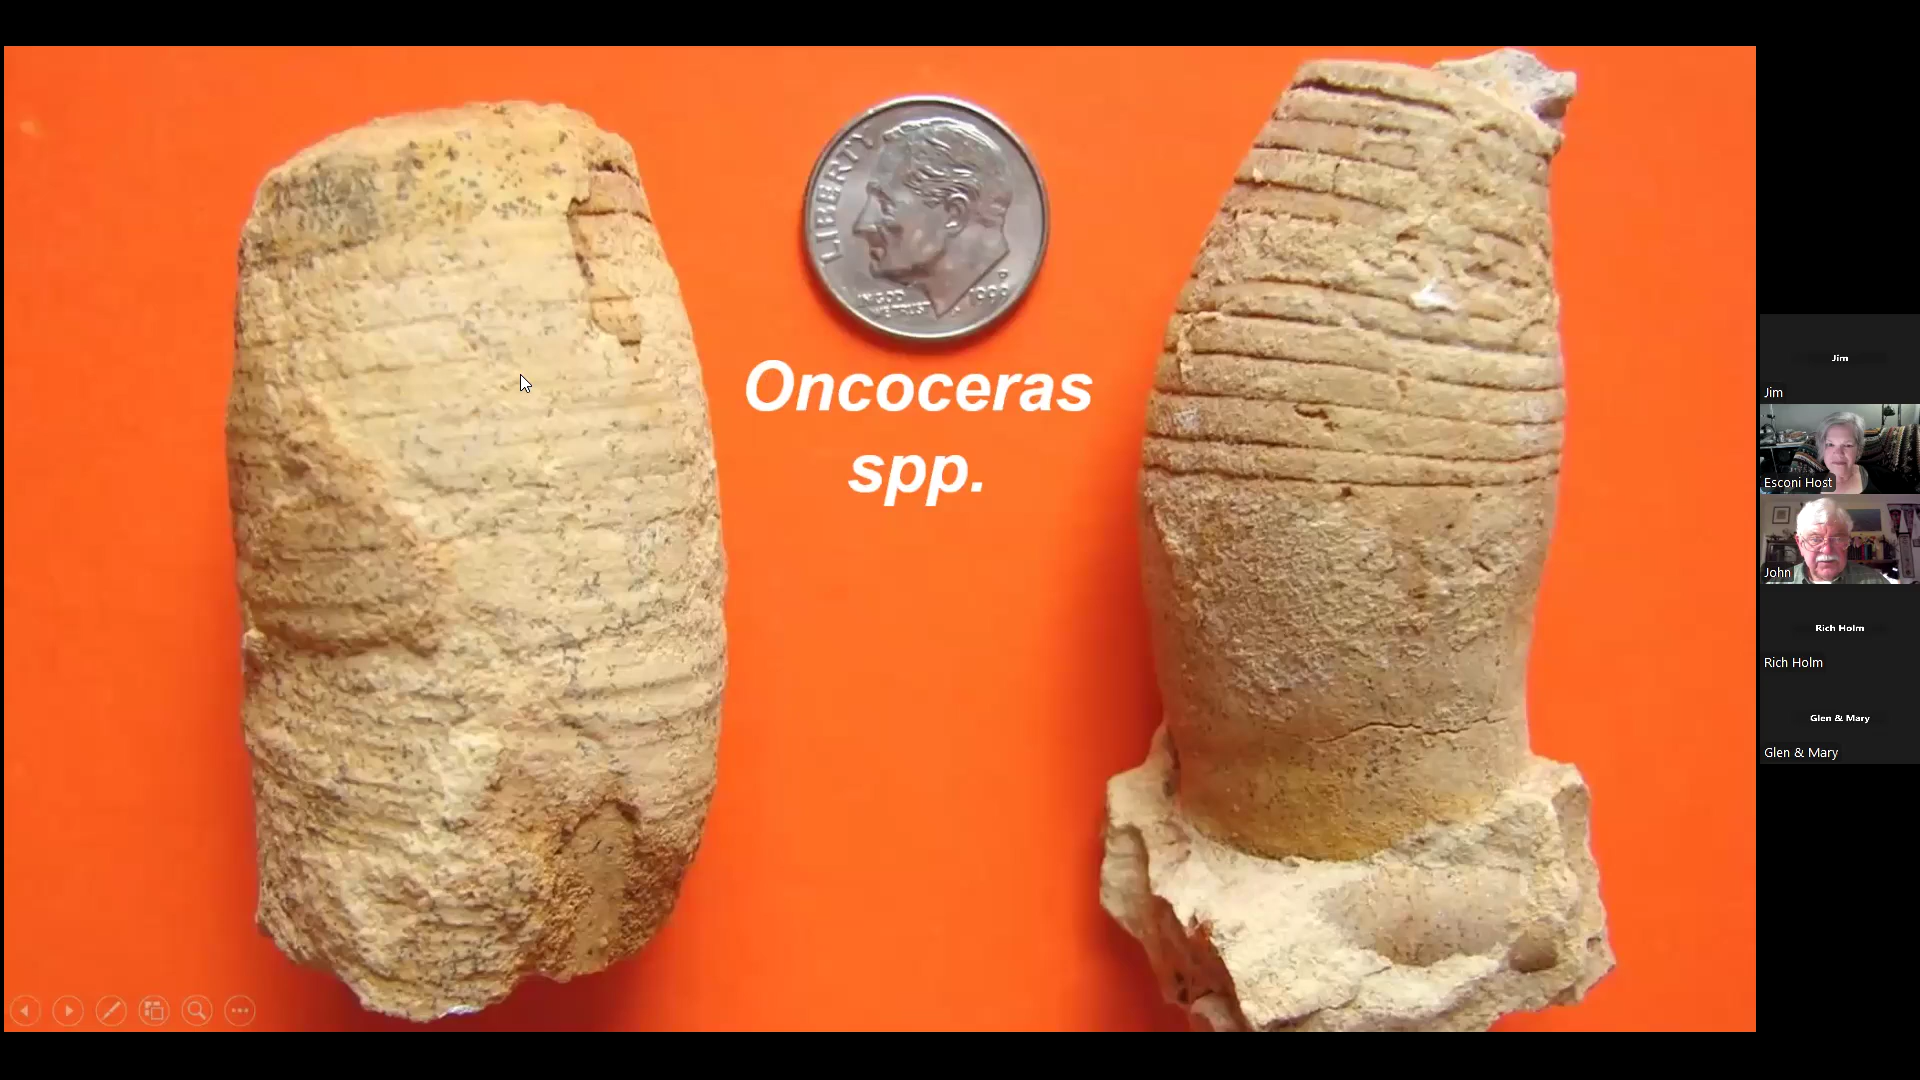 LIBERTY
IN GOD
WE TRUST
D
Oncoceras
spp.
Jim
Jim
Esconi Host
John
Rich Holm
Rich Holm
Glen & Mary
Glen & Mary